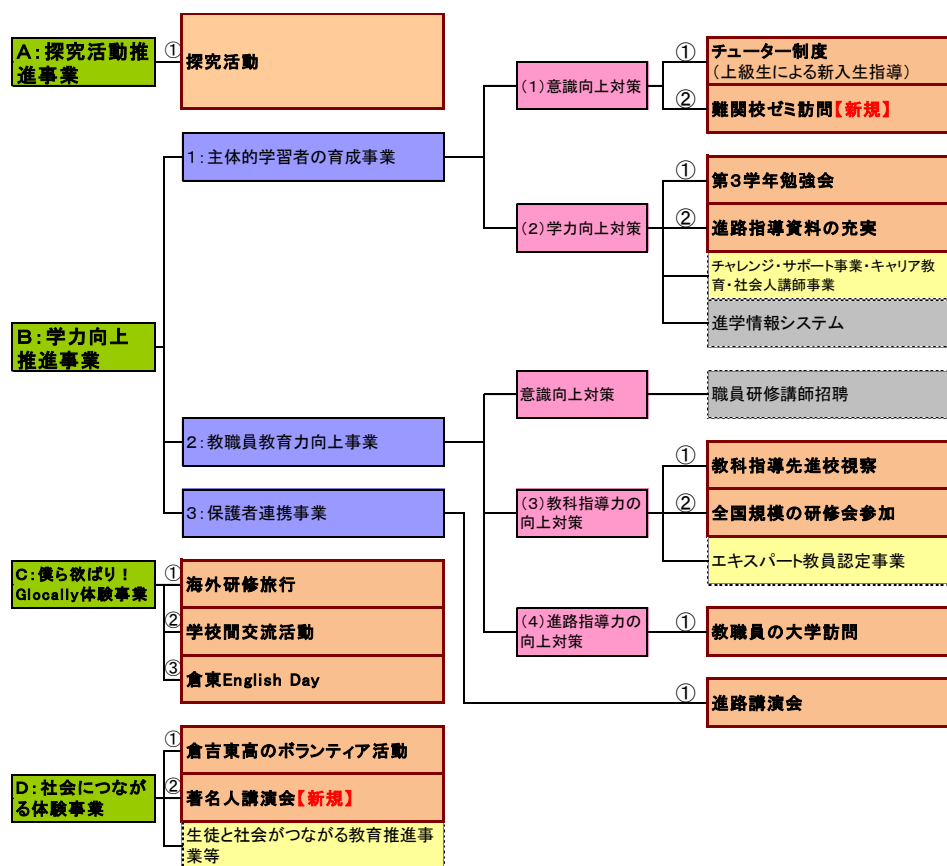 A:探究活動推
進事業
①
探究活動
B:学力向上
推進事業
1:主体的学習者の育成事業
(1)意識向上対策
①
チューター制度
(上級生による新入生指導)
②
難関校ゼミ訪問【新規】
(2)学力向上対策
①
第3学年勉強会
②
進路指導資料の充実
チャレンジ・サポート事業・キャリア教
育・社会人講師事業
進学情報システム
2:教職員教育力向上事業
意識向上対策
職員研修講師招聘
(3)教科指導力の
向上対策
①
教科指導先進校視察
②
全国規模の研修会参加
エキスパート教員認定事業
(4)進路指導力の
向上対策
①
教職員の大学訪問
3:保護者連携事業
①
進路講演会
C:僕ら欲ばり!
Glocally体験事業
①
海外研修旅行
②
学校間交流活動
③
倉東English Day
D:社会につなが
る体験事業
①
倉吉東高のボランティア活動
②
著名人講演会【新規】
生徒と社会がつながる教育推進事
業等